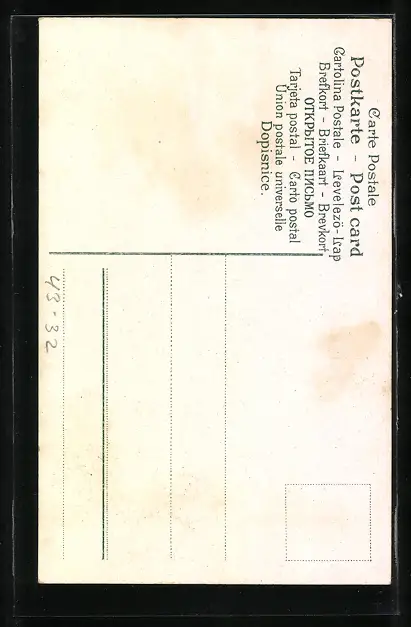 Carte Postale
Postkarte - Post card
Cartolina Postale - Levelező-Lap
Brefkort - Briefkaart - Brevkort,
ОТКРЫТОЕ ПИСЬМО
Tarjeta postal - Carto postal
Union postale universelle
Dopisnice.
43-32